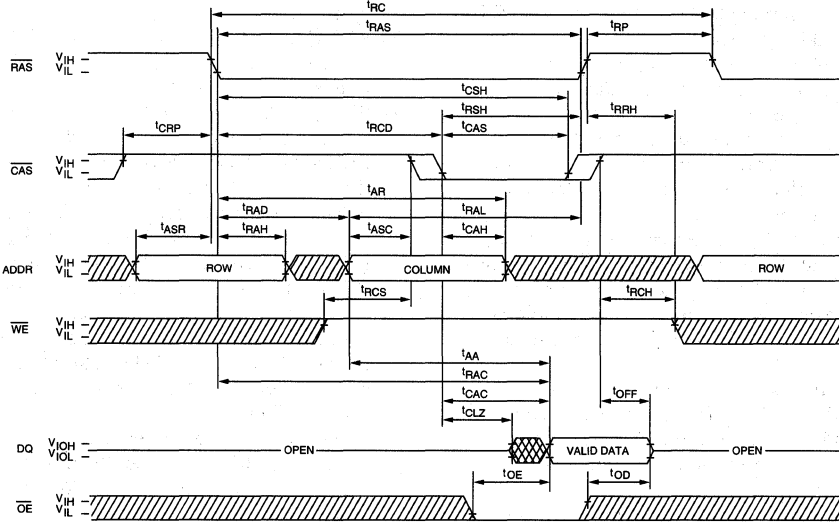 tRC
tRAS
tRP
RAS VIH
VIL
tCSH
tRSH
tRRH
tCRP
tRCD
tCAS
CAS VIH
VIL
tAR
tRAD
tRAL
tASR
tRAH
tASC
tCAH
ADDR VIH
VIL
ROW
COLUMN
ROW
tRCS
tRCH
WE VIH
VIL
tAA
tRAC
tCAC
tOFF
tCLZ
DQ VIOH
VIOL
OPEN
VALID DATA
OPEN
tOE
tOD
OE VIH
VIL